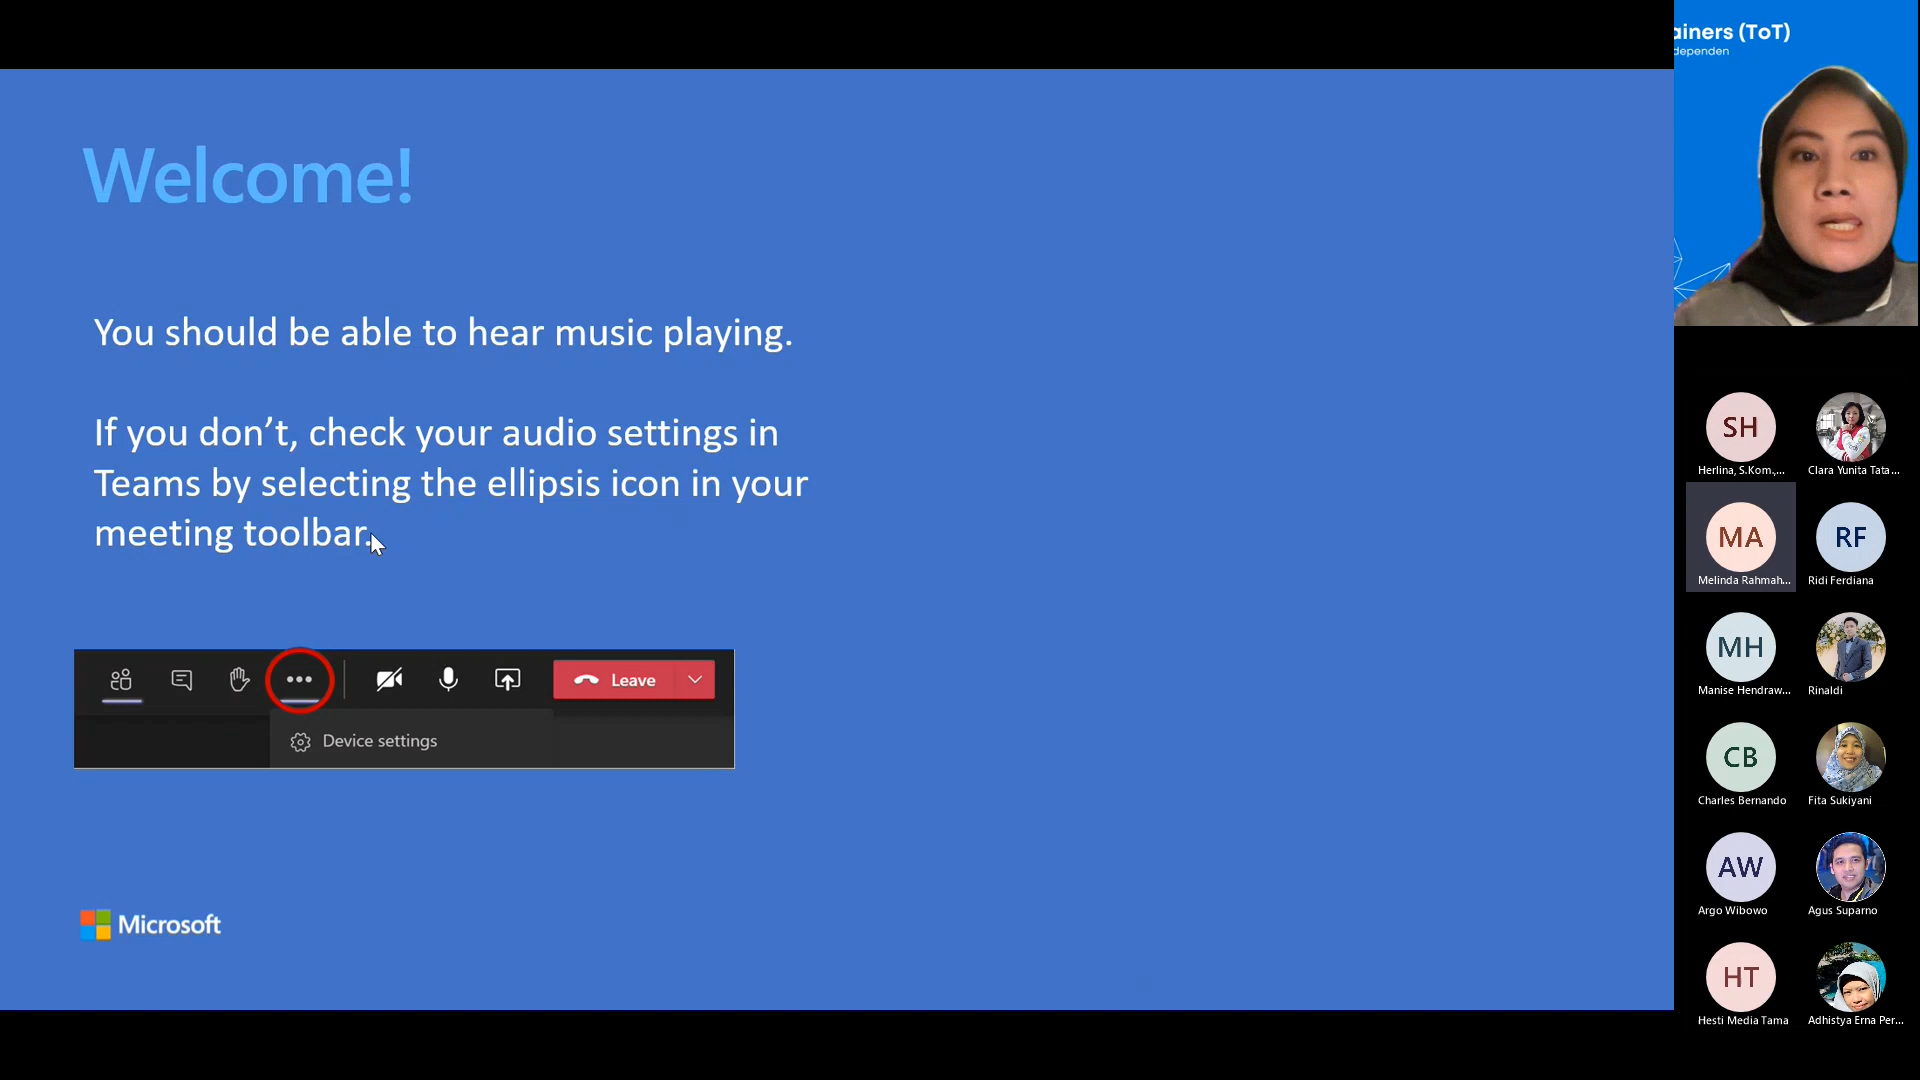 Welcome!
You should be able to hear music playing.
If you don’t, check your audio settings in
Teams by selecting the ellipsis icon in your
meeting toolbar.
Leave
Device settings
Microsoft
ainers (ToT)
dependen
SH
Herlina, S.Kom.,...
Clara Yunita Tata...
MA
Melinda Rahmah...
RF
Ridi Ferdiana
MH
Manise Hendraw...
Rinaldi
CB
Charles Bernando
Fita Sukiyani
AW
Argo Wibowo
Agus Suparno
HT
Hesti Media Tama
Adhistya Erna Per...